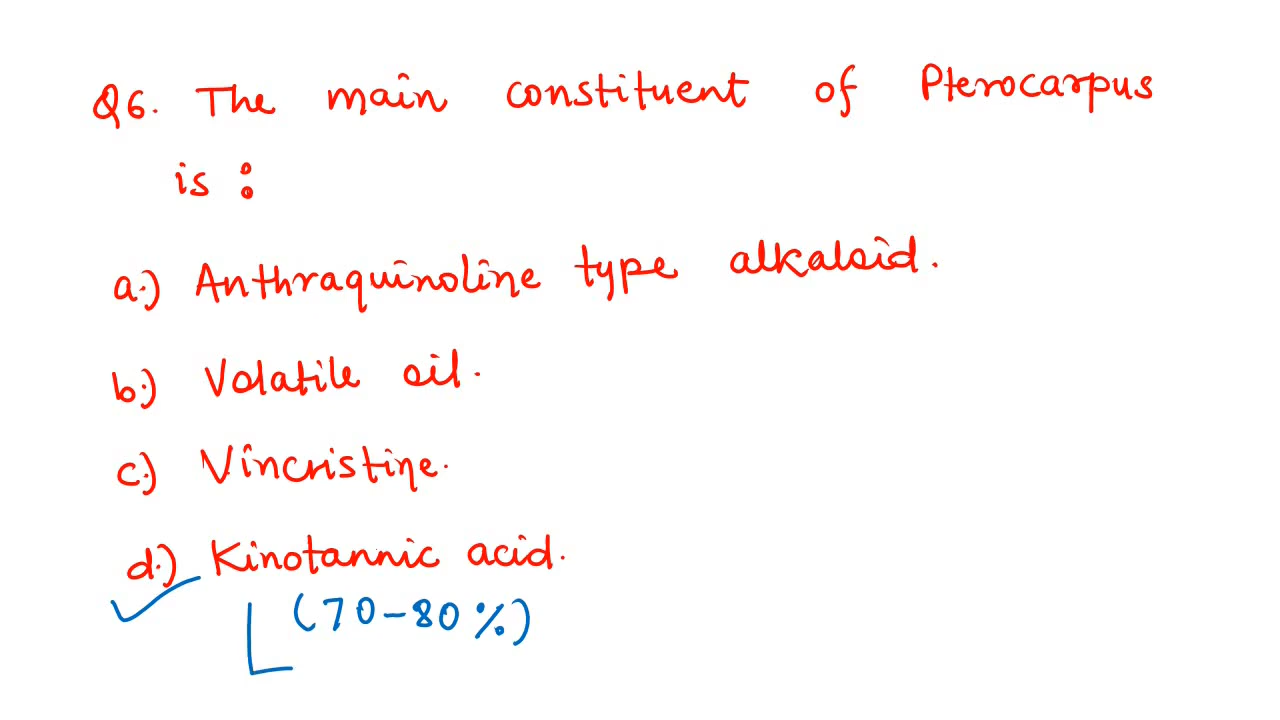 Q6. The main constituent of Pterocarpus
is :
a.) Anthraquinoline type alkaloid.
b.) Volatile oil.
c.) Vincristine.
d.) Kinotannic acid.
(70-80%)